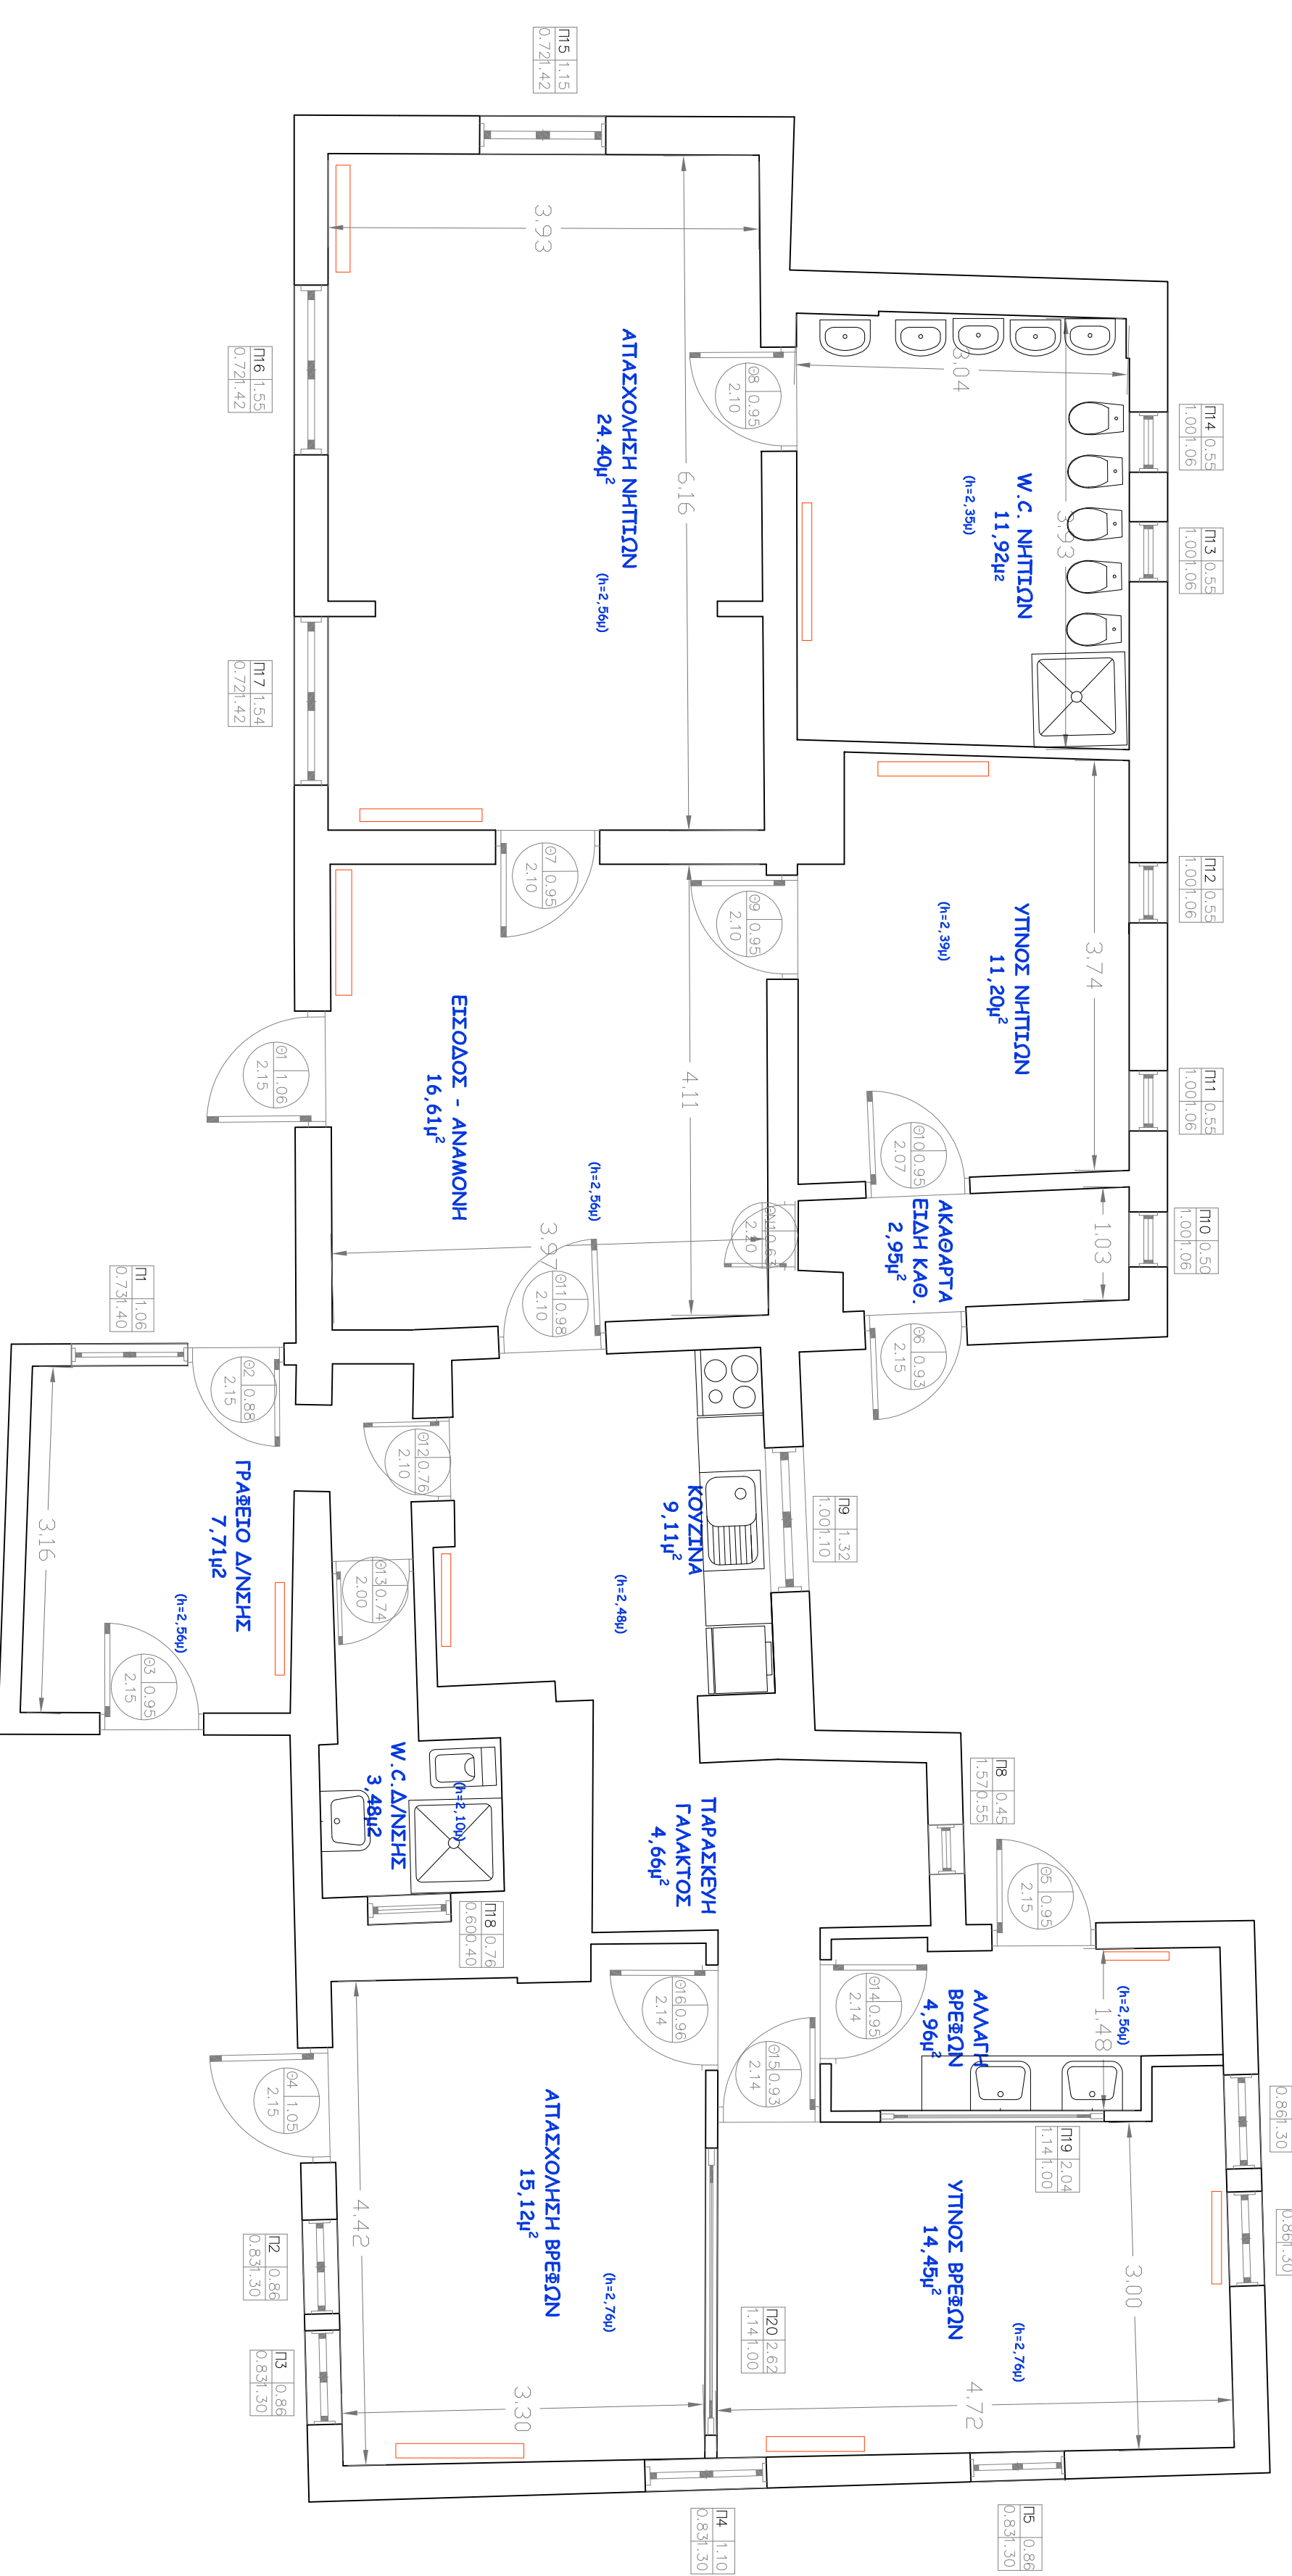 Π15 1.15
0.72 1.42
3,93
ΑΠΑΣΧΟΛΗΣΗ ΝΗΠΙΩΝ
24.40μ²
(h=2,56μ)
6,16
Θ8 0.95
2.10
3,04
W.C. ΝΗΠΙΩΝ
11,92μ2
(h=2,35μ)
3,93
Π14 0.55
1.00 1.06
Π13 0.55
1.00 1.06
Π16 1.55
0.72 1.42
Π17 1.54
0.72 1.42
Θ7 0.95
2.10
Θ9 0.95
2.10
ΥΠΝΟΣ ΝΗΠΙΩΝ
11,20μ²
(h=2,39μ)
3,74
Π12 0.55
1.00 1.06
Π11 0.55
1.00 1.06
Π10 0.50
1.00 1.06
ΕΙΣΟΔΟΣ - ΑΝΑΜΟΝΗ
16,61μ²
(h=2,56μ)
4,11
3,97
Θ1 1.06
2.15
Θ10 0.95
2.07
ΑΚΑΘΑΡΤΑ
ΕΙΔΗ ΚΑΘ.
2,95μ²
1,03
2.20
Θ11 0.98
2.10
Θ6 0.93
2.15
Π1 1.06
0.73 1.40
Θ2 0.88
2.15
ΓΡΑΦΕΙΟ Δ/ΝΣΗΣ
7,71μ2
(h=2,56μ)
3,16
Θ3 0.95
2.15
Θ12 0.76
2.10
Θ13 0.74
2.00
ΚΟΥΖΙΝΑ
9,11μ²
(h=2,48μ)
Π9 1.32
1.00 1.10
W.C.Δ/ΝΣΗΣ
3,48μ2
(h=2,10μ)
Π18 0.76
0.60 0.40
ΠΑΡΑΣΚΕΥΗ
ΓΑΛΑΚΤΟΣ
4,66μ²
Π8 0.45
1.57 0.55
Θ5 0.95
2.15
ΑΛΛΑΓΗ
ΒΡΕΦΩΝ
4,96μ²
(h=2,56μ)
1,48
Θ14 0.95
2.14
Θ15 0.93
2.14
Θ16 0.96
2.14
Θ4 1.05
2.15
ΑΠΑΣΧΟΛΗΣΗ ΒΡΕΦΩΝ
15,12μ²
(h=2,76μ)
4,42
3,30
Π2 0.86
0.83 1.30
Π3 0.86
0.83 1.30
Π19 2.04
1.14 1.00
ΥΠΝΟΣ ΒΡΕΦΩΝ
14,45μ²
(h=2,76μ)
3,00
4,72
Π20 2.62
1.14 1.00
0.86 1.30
0.86 1.30
Π4 1.10
0.83 1.30
Π5 0.86
0.83 1.30